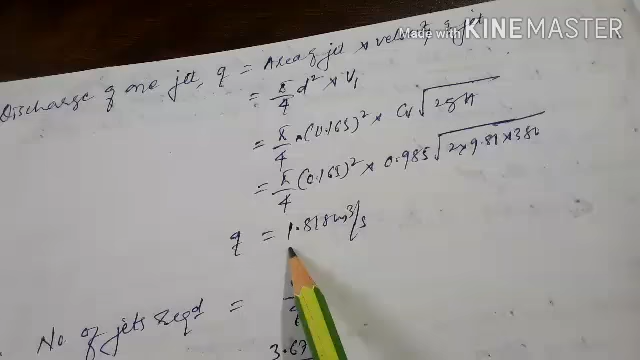 Made with KINEMASTER
Discharge of one jet, q = Area of jet × velocity of jet
= π/4 d² × V₁
= π/4 × (0.165)² × Cv √2gH
= π/4 (0.165)² × 0.985 √2×9.81×380
q = 1.818 m³/s
No. of jets reqd =
3.69